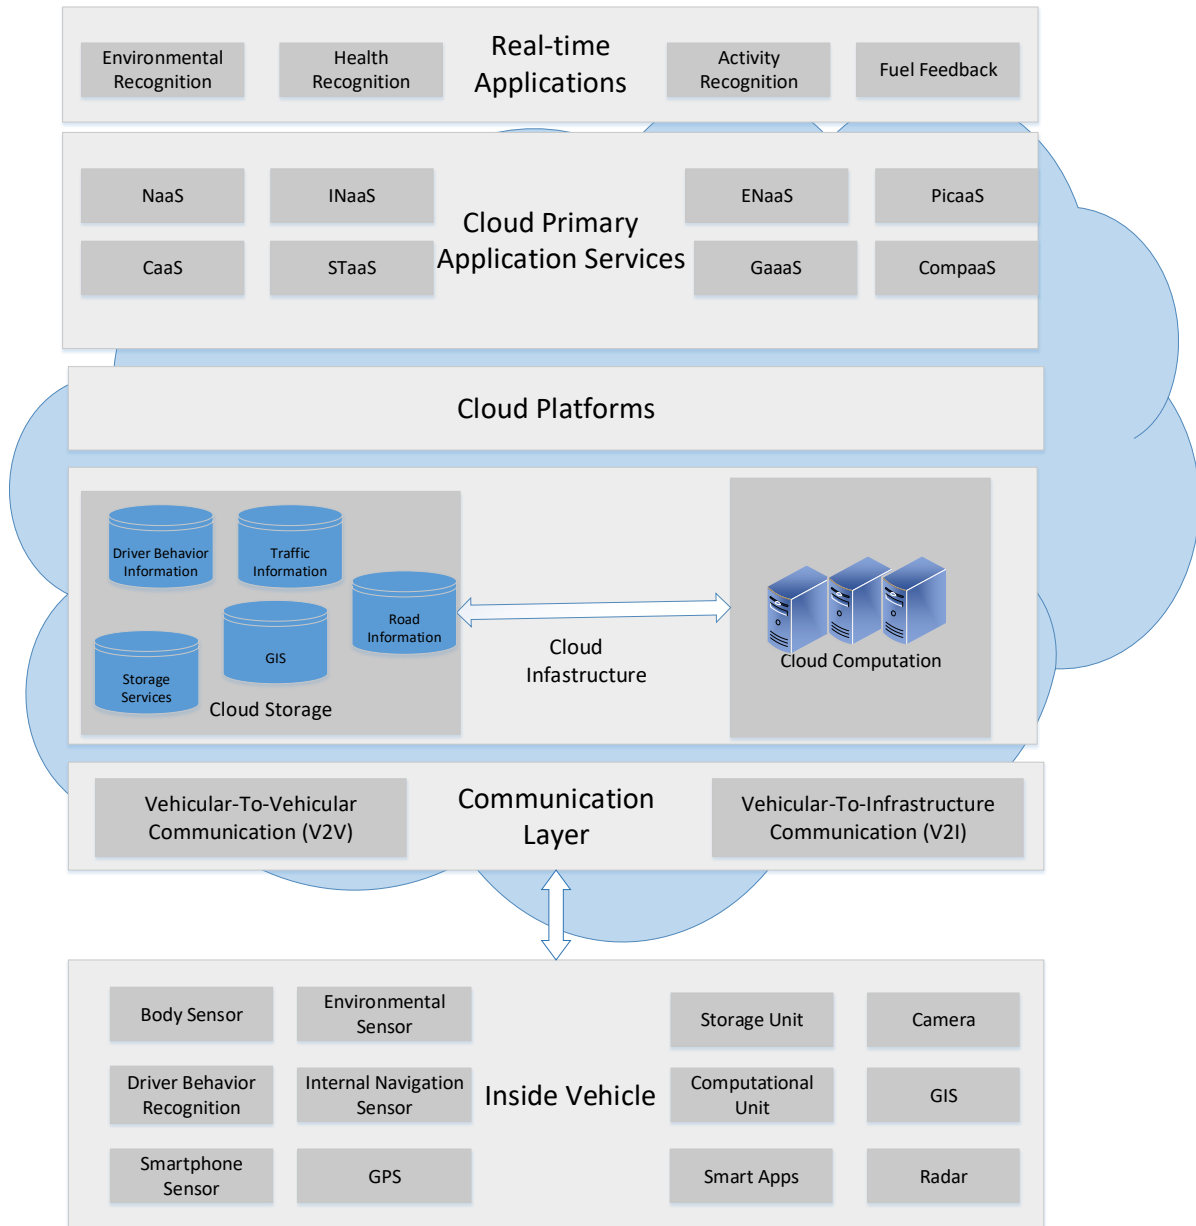 Real-time
Applications
Environmental
Recognition
Health
Recognition
Activity
Recognition
Fuel Feedback
Cloud Primary
Application Services
NaaS
INaaS
ENaaS
PicaaS
CaaS
STaaS
GaaaS
CompaaS
Cloud Platforms
Driver Behavior
Information
Traffic
Information
Road
Information
GIS
Storage
Services
Cloud Storage
Cloud
Infastructure
Cloud Computation
Vehicular-To-Vehicular
Communication (V2V)
Communication
Layer
Vehicular-To-Infrastructure
Communication (V2I)
Body Sensor
Environmental
Sensor
Storage Unit
Camera
Driver Behavior
Recognition
Internal Navigation
Sensor
Inside Vehicle
Computational
Unit
GIS
Smartphone
Sensor
GPS
Smart Apps
Radar